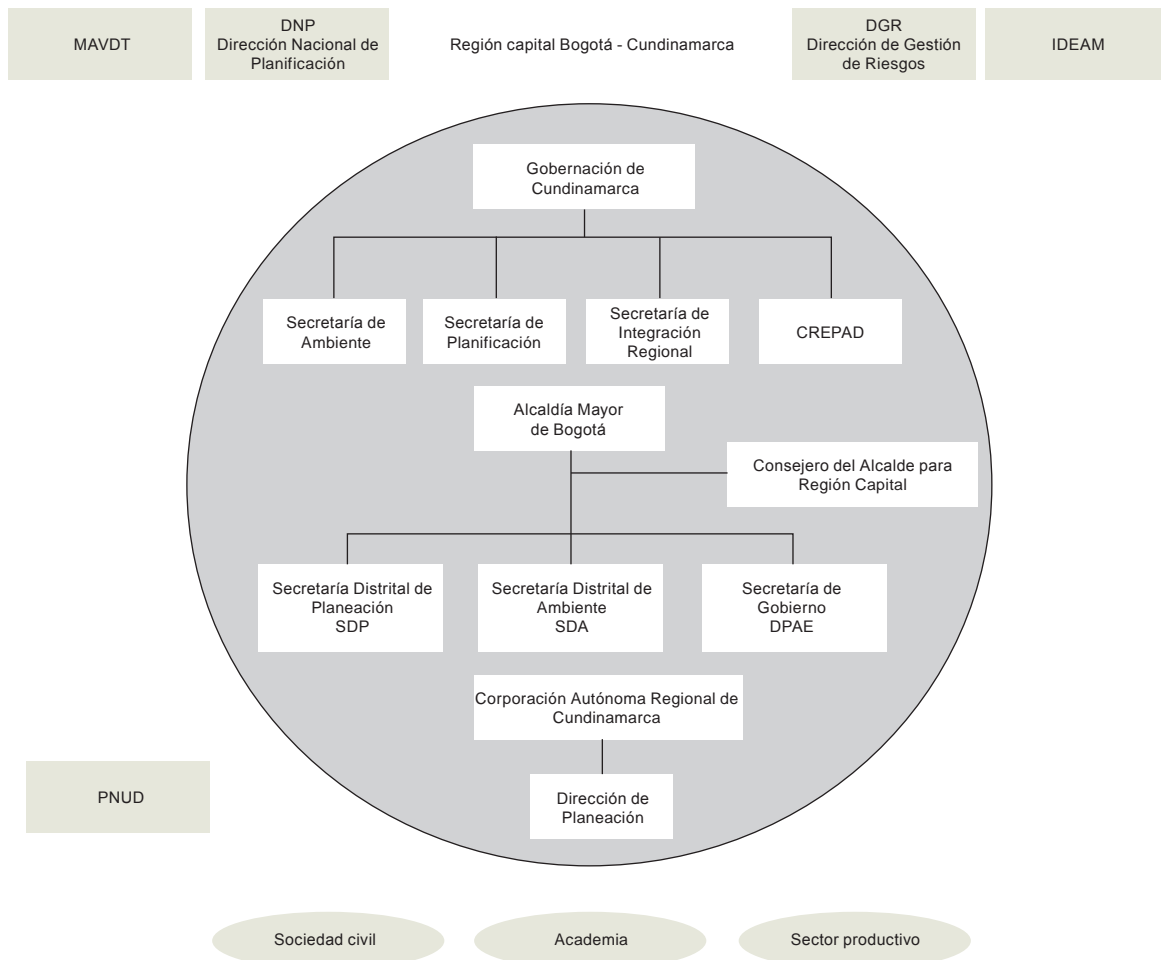 MAVDT
DNP
Dirección Nacional de
Planificación
Región capital Bogotá - Cundinamarca
DGR
Dirección de Gestión
de Riesgos
IDEAM
Gobernación de
Cundinamarca
Secretaría de
Ambiente
Secretaría de
Planificación
Secretaría de
Integración
Regional
CREPAD
Alcaldía Mayor
de Bogotá
Consejero del Alcalde para
Región Capital
Secretaría Distrital de
Planeación
SDP
Secretaría Distrital de
Ambiente
SDA
Secretaría de
Gobierno
DPAE
Corporación Autónoma Regional de
Cundinamarca
PNUD
Dirección de
Planeación
Sociedad civil
Academia
Sector productivo